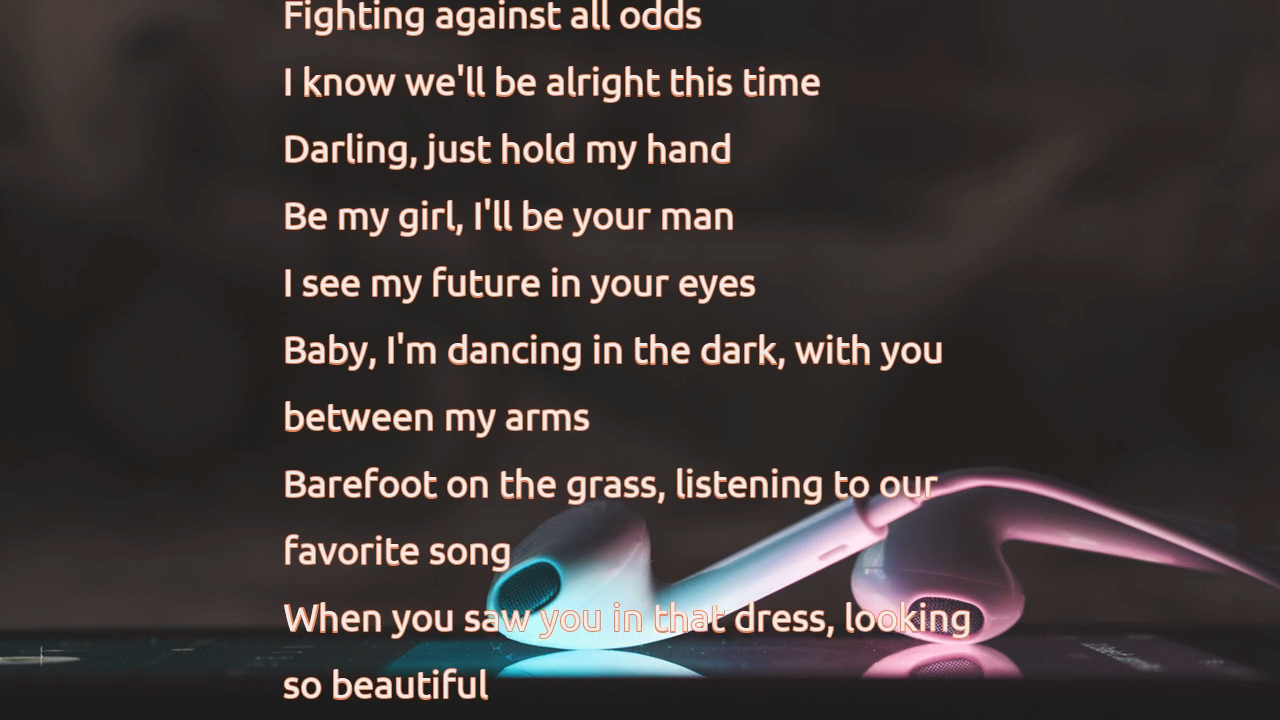 Fighting against all odds
I know we'll be alright this time
Darling, just hold my hand
Be my girl, I'll be your man
I see my future in your eyes
Baby, I'm dancing in the dark, with you
between my arms
Barefoot on the grass, listening to our
favorite song
When you saw you in that dress, looking
so beautiful